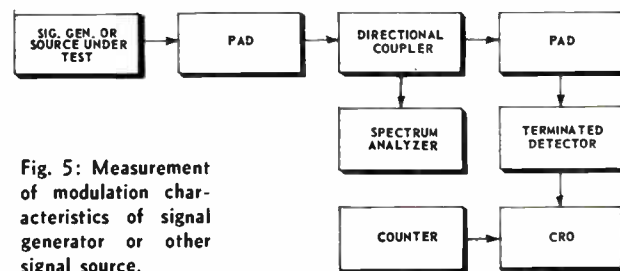 SIG. GEN. OR
SOURCE UNDER
TEST
PAD
DIRECTIONAL
COUPLER
PAD
SPECTRUM
ANALYZER
TERMINATED
DETECTOR
COUNTER
CRO
Fig. 5: Measurement
of modulation char-
acteristics of signal
generator or other
signal source.